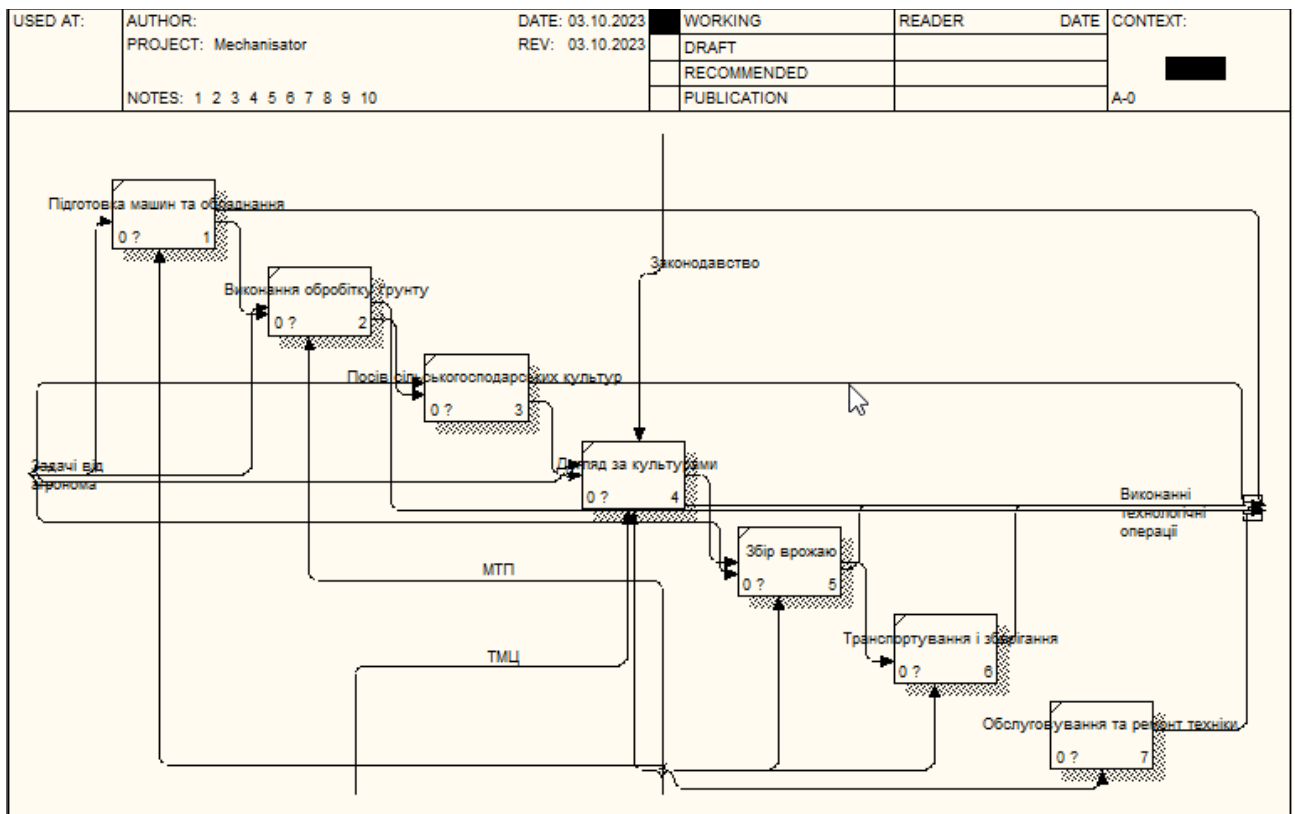 USED AT:
AUTHOR:
DATE: 03.10.2023
WORKING
READER
DATE
CONTEXT:
PROJECT: Mechanisator
REV: 03.10.2023
DRAFT
RECOMMENDED
NOTES: 1 2 3 4 5 6 7 8 9 10
PUBLICATION
A-0
Підготовка машин та обладнання
0 ?
1
Законодавство
Виконання обробітку грунту
0 ?
2
Посів сільськогосподарських культур
0 ?
3
Задачі від
агронома
Догляд за культурами
0 ?
4
Виконанні
технологічні
операції
Збір врожаю
0 ?
5
МТП
Транспортування і зберігання
0 ?
6
ТМЦ
Обслуговування та ремонт техніки
0 ?
7